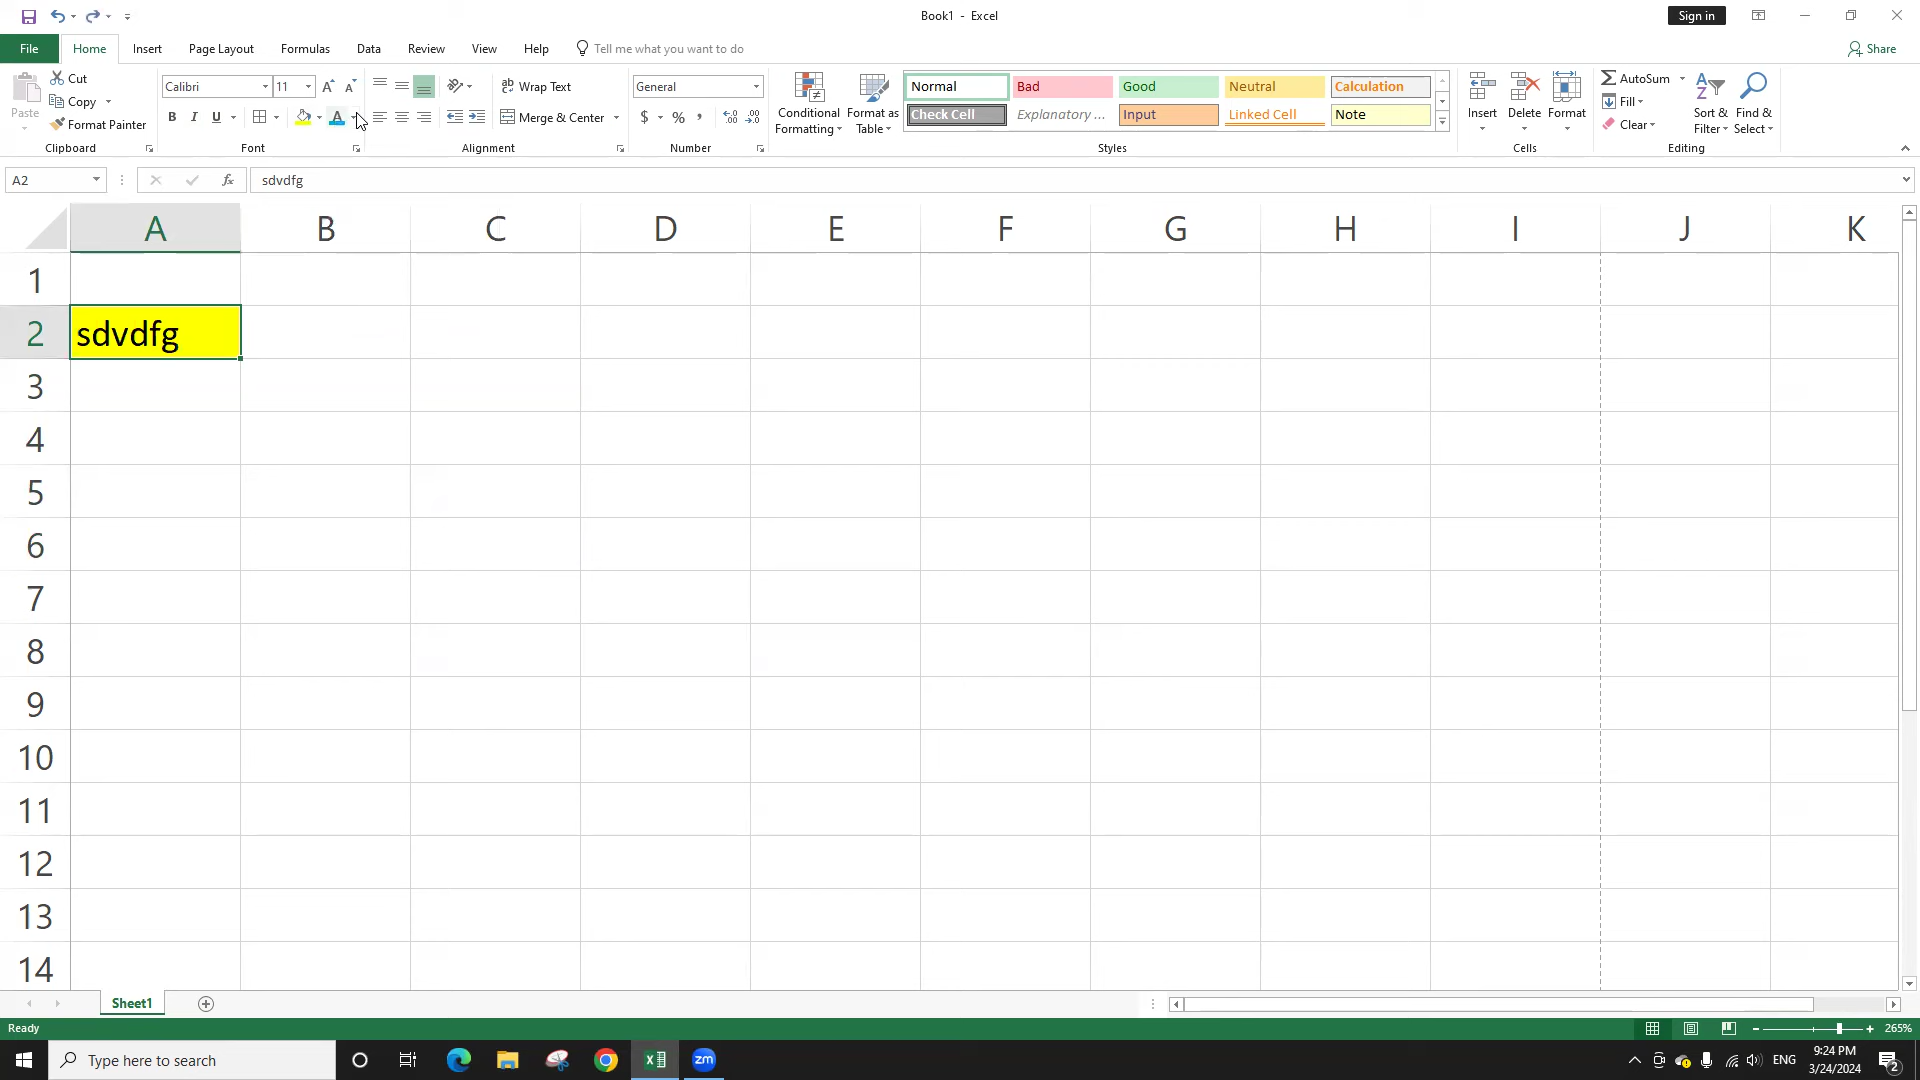 Book1 - Excel
Sign in
File
Home
Insert
Page Layout
Formulas
Data
Review
View
Help
Tell me what you want to do
Share
Paste
Cut
Copy
Format Painter
Clipboard
Calibri
11
B I U
Font
Wrap Text
Merge & Center
Alignment
General
$ % ,
Number
Conditional
Formatting
Format as
Table
Normal
Bad
Good
Neutral
Calculation
Check Cell
Explanatory ...
Input
Linked Cell
Note
Styles
Insert
Delete
Format
Cells
AutoSum
Fill
Clear
Sort &
Filter
Find &
Select
Editing
A2
fx
sdvdfg
A B C D E F G H I J K
1
2 sdvdfg
3
4
5
6
7
8
9
10
11
12
13
14
Sheet1
Ready
265%
Type here to search
zm
ENG
9:24 PM
3/24/2024
2